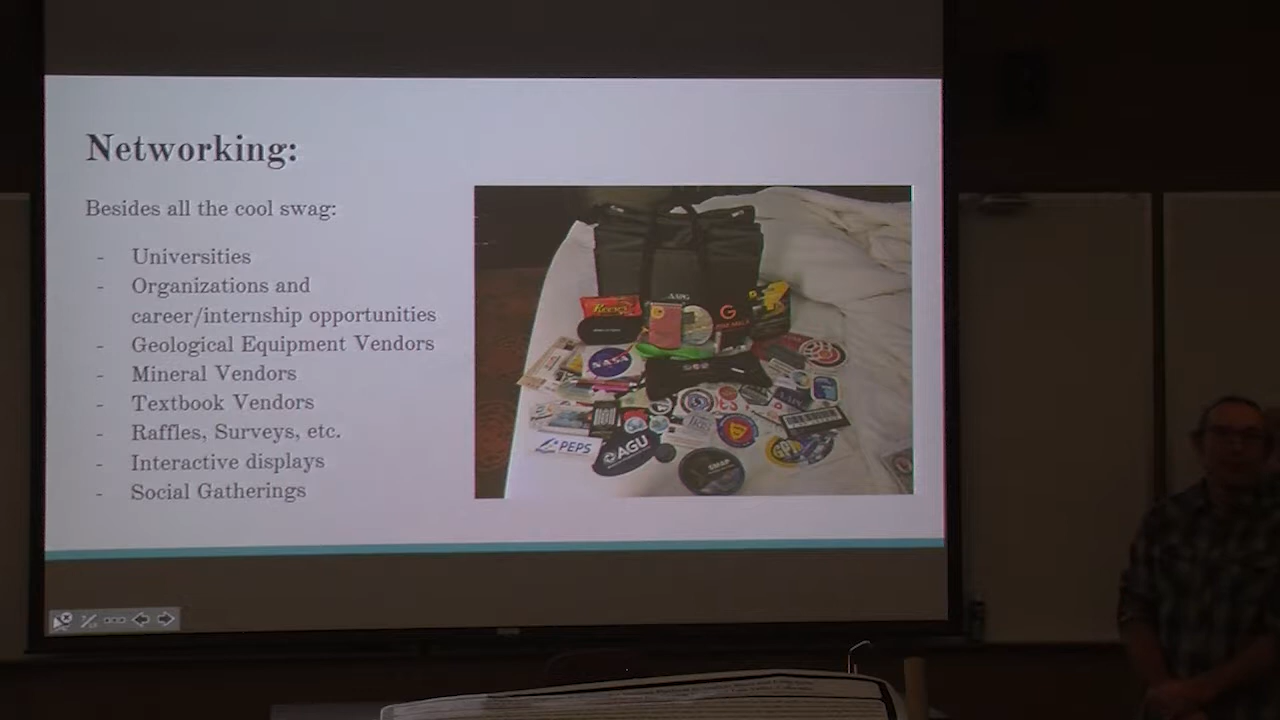 Networking:
Besides all the cool swag:
- Universities
- Organizations and
career/internship opportunities
- Geological Equipment Vendors
- Mineral Vendors
- Textbook Vendors
- Raffles, Surveys, etc.
- Interactive displays
- Social Gatherings
Reese's
G
NASA
PEPS
AGU